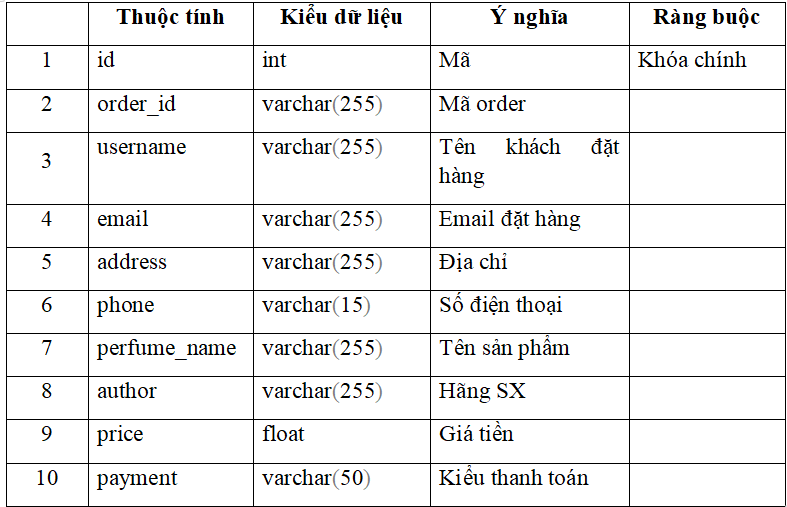 Thuộc tính Kiểu dữ liệu Ý nghĩa Ràng buộc
1 id int Mã Khóa chính
2 order_id varchar(255) Mã order
3 username varchar(255) Tên khách đặt
hàng
4 email varchar(255) Email đặt hàng
5 address varchar(255) Địa chỉ
6 phone varchar(15) Số điện thoại
7 perfume_name varchar(255) Tên sản phẩm
8 author varchar(255) Hãng SX
9 price float Giá tiền
10 payment varchar(50) Kiểu thanh toán